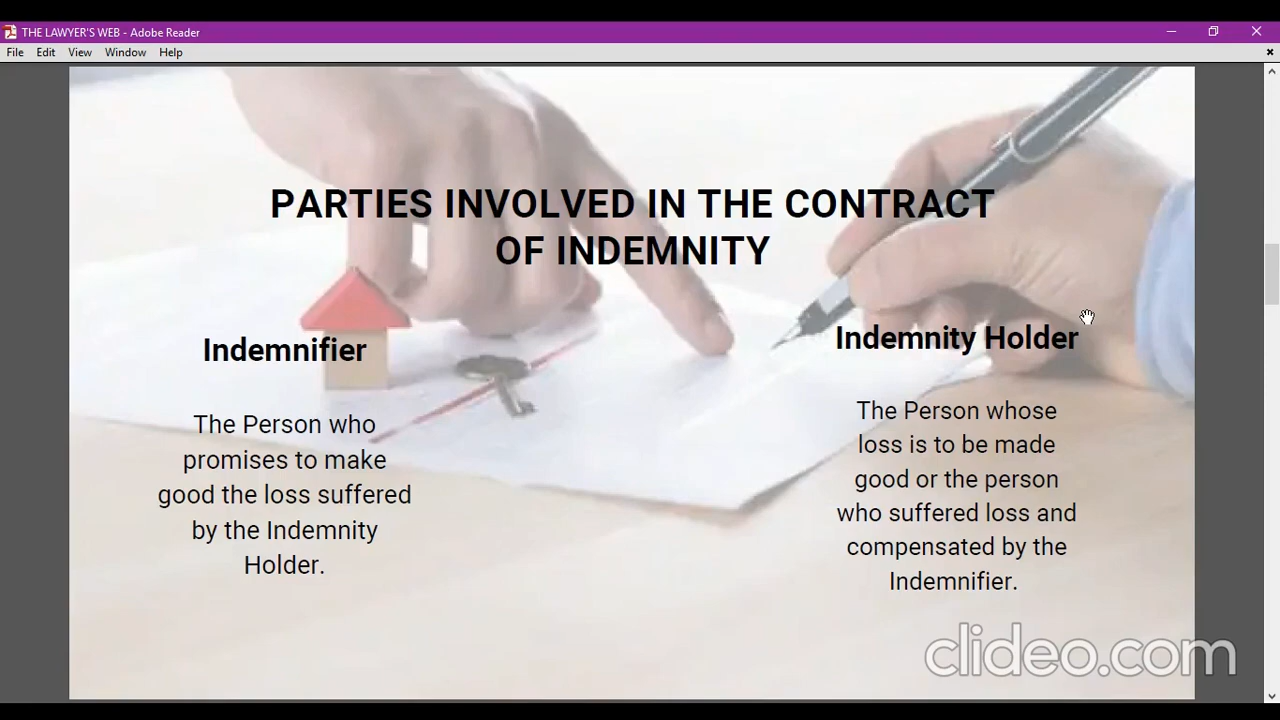 THE LAWYER'S WEB - Adobe Reader
File Edit View Window Help
PARTIES INVOLVED IN THE CONTRACT
OF INDEMNITY
Indemnifier
The Person who
promises to make
good the loss suffered
by the Indemnity
Holder.
Indemnity Holder
The Person whose
loss is to be made
good or the person
who suffered loss and
compensated by the
Indemnifier.
clideo.com